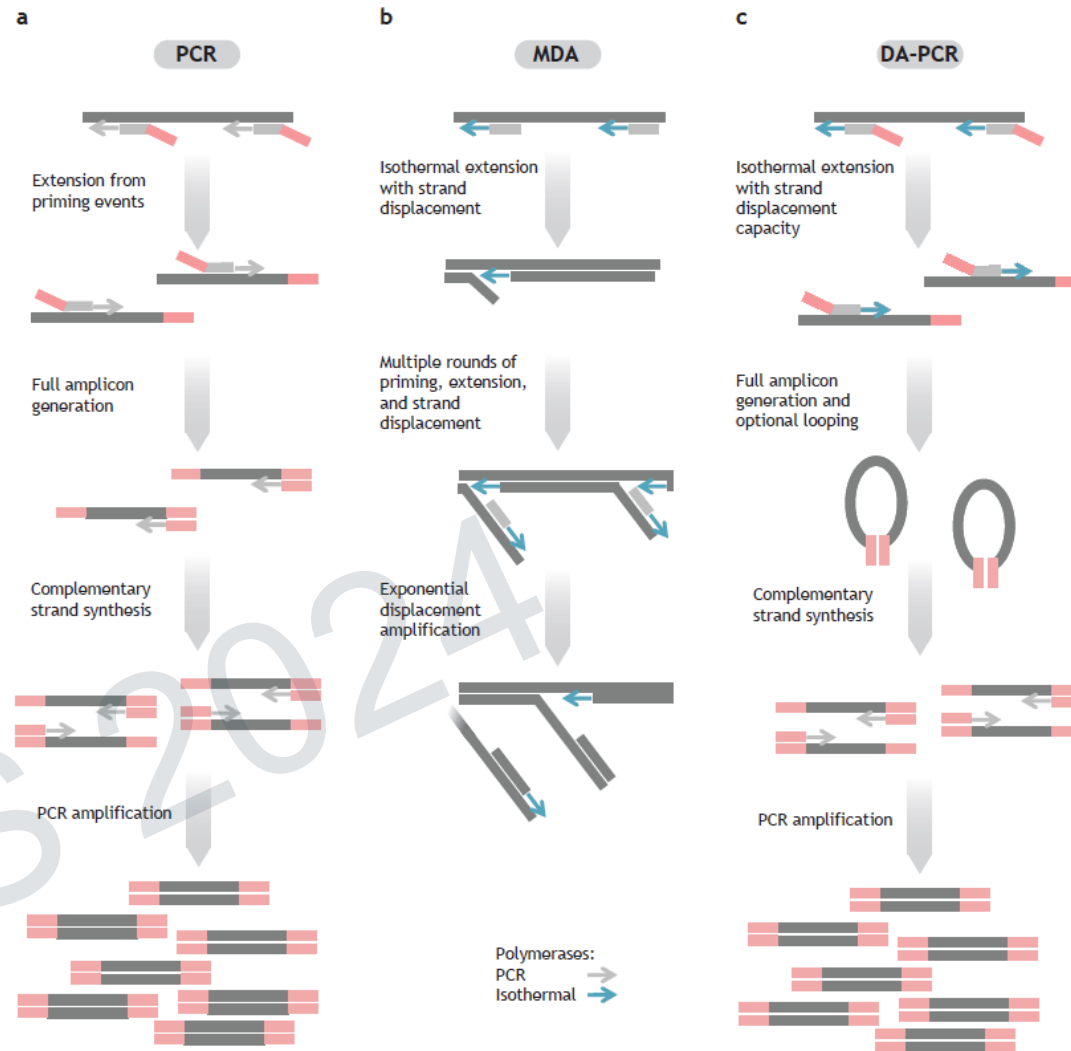 a
PCR
Extension from
priming events
Full amplicon
generation
Complementary
strand synthesis
PCR amplification
b
MDA
Isothermal extension
with strand
displacement
Multiple rounds of
priming, extension,
and strand
displacement
Exponential
displacement
amplification
Polymerases:
PCR
Isothermal
c
DA-PCR
Isothermal extension
with strand
displacement
capacity
Full amplicon
generation and
optional looping
Complementary
strand synthesis
PCR amplification
S 2024